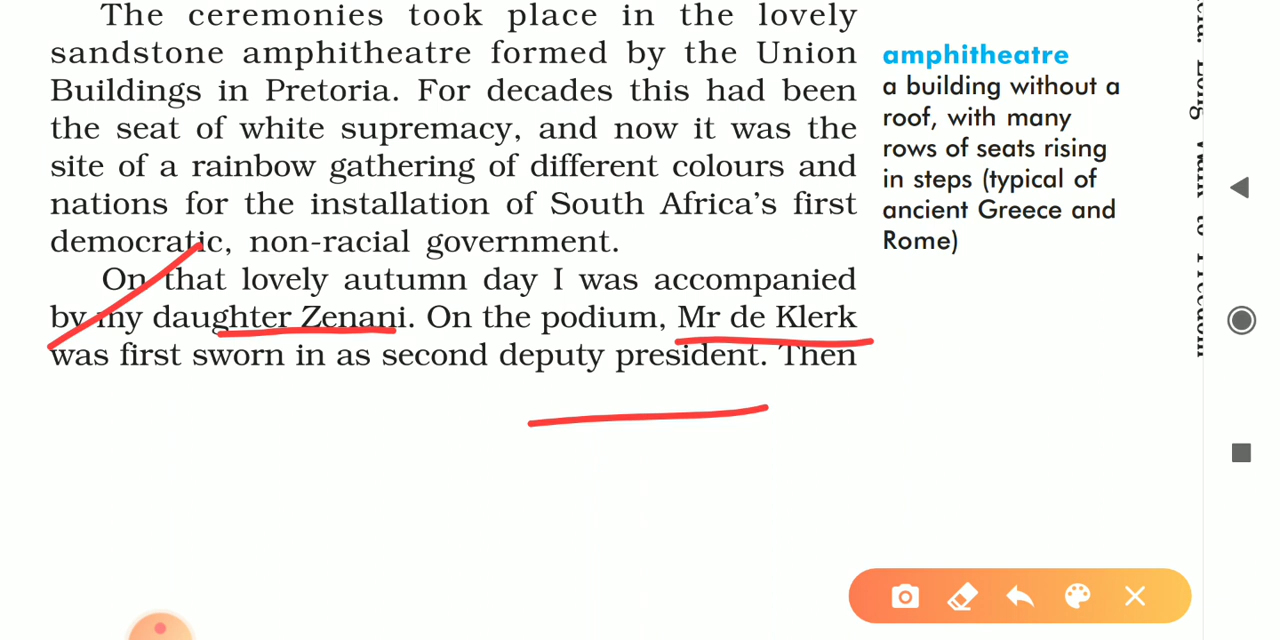 The ceremonies took place in the lovely
sandstone amphitheatre formed by the Union
Buildings in Pretoria. For decades this had been
the seat of white supremacy, and now it was the
site of a rainbow gathering of different colours and
nations for the installation of South Africa's first
democratic, non-racial government.
On that lovely autumn day I was accompanied
by my daughter Zenani. On the podium, Mr de Klerk
was first sworn in as second deputy president. Then
amphitheatre
a building without a
roof, with many
rows of seats rising
in steps (typical of
ancient Greece and
Rome)